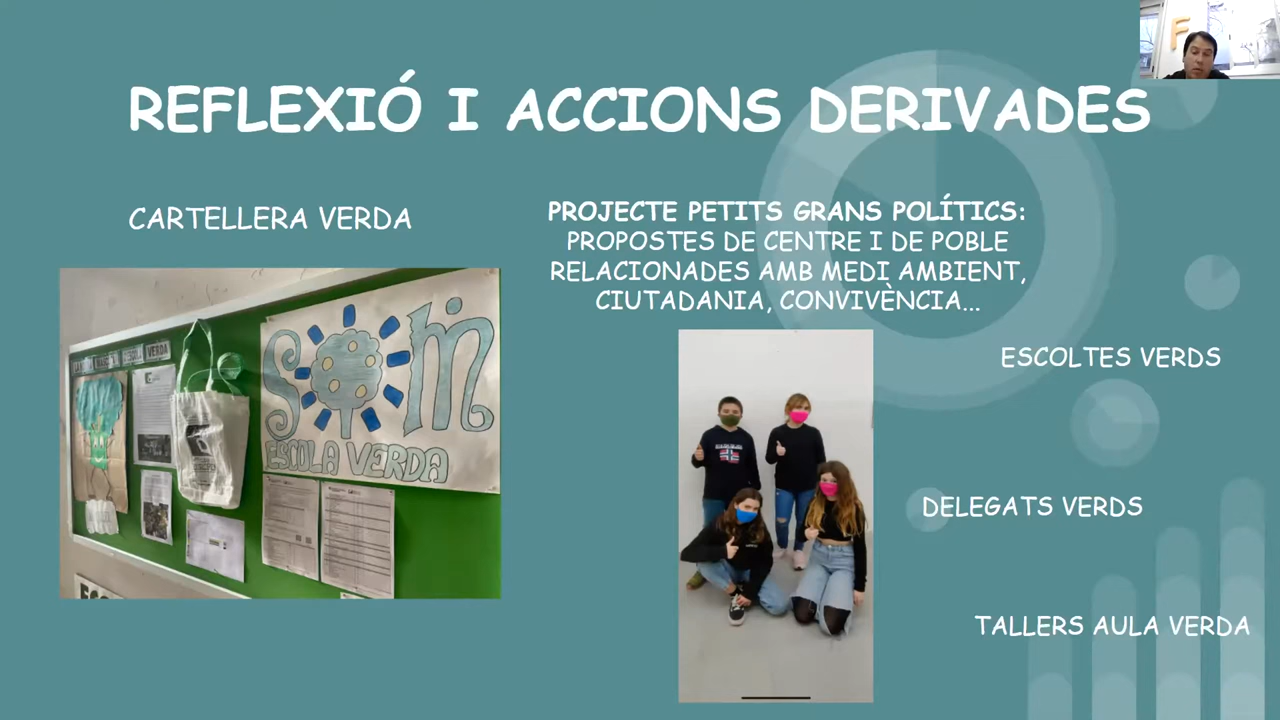 REFLEXIÓ I ACCIONS DERIVADES
CARTELLERA VERDA
PROJECTE PETITS GRANS POLÍTICS:
PROPOSTES DE CENTRE I DE POBLE
RELACIONADES AMB MEDI AMBIENT,
CIUTADANIA, CONVIVÈNCIA...
ESCOLTES VERDS
DELEGATS VERDS
TALLERS AULA VERDA
SOM
ESCOLA VERDA
VERDA
F